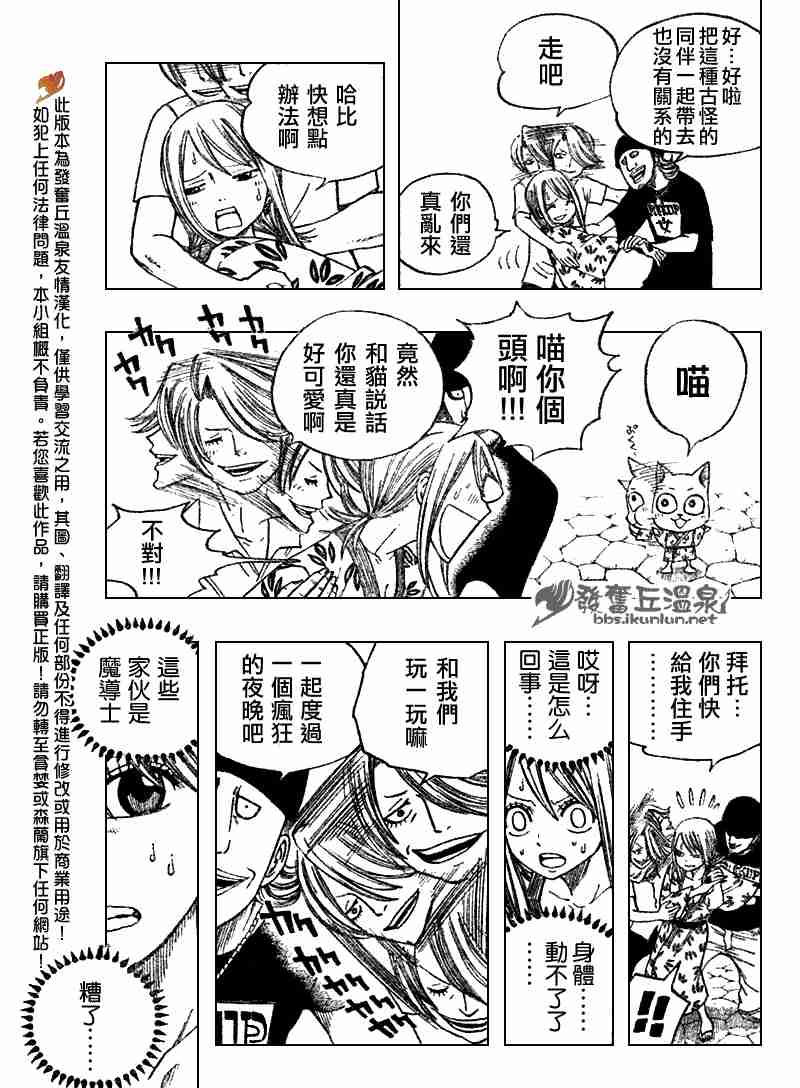 好…好啦
把這種古怪的
同伴一起帶去
也沒有關系的
走吧
你們還
真亂來
哈比
快想點
辦法啊
喵
喵你個
頭啊!!!
竟然
和貓説話
你還真是
好可愛啊
不對!!!
拜托…
你們快
給我住手
……
哎呀…
這是怎么
回事……
身體……
動不了了
!!
和我們
玩一玩嘛
一起度過
一個瘋狂
的夜晚吧
這些
家伙是
魔導士
糟了……
發奮丘溫泉
bbs.ikunlun.net
此版本為發奮丘溫泉友情漢化，僅供學習交流之用，其圖、翻譯及任何部份不得進行修改或用於商業用途！
如犯上任何法律問題，本小組概不負責。若您喜歡此作品，請購買正版！請勿轉至貪婪或森蘭旗下任何網站！